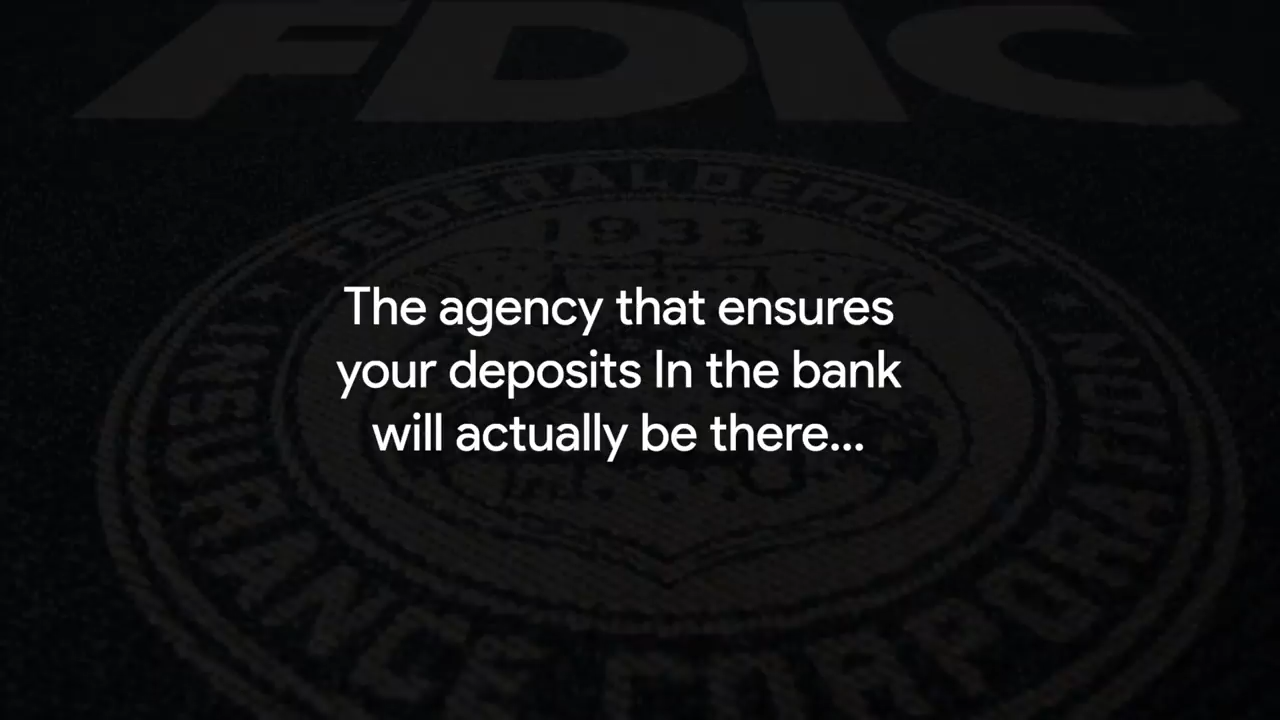 FDIC
FEDERAL DEPOSIT
1933
The agency that ensures
your deposits In the bank
will actually be there...
INSURANCE CORPORATION